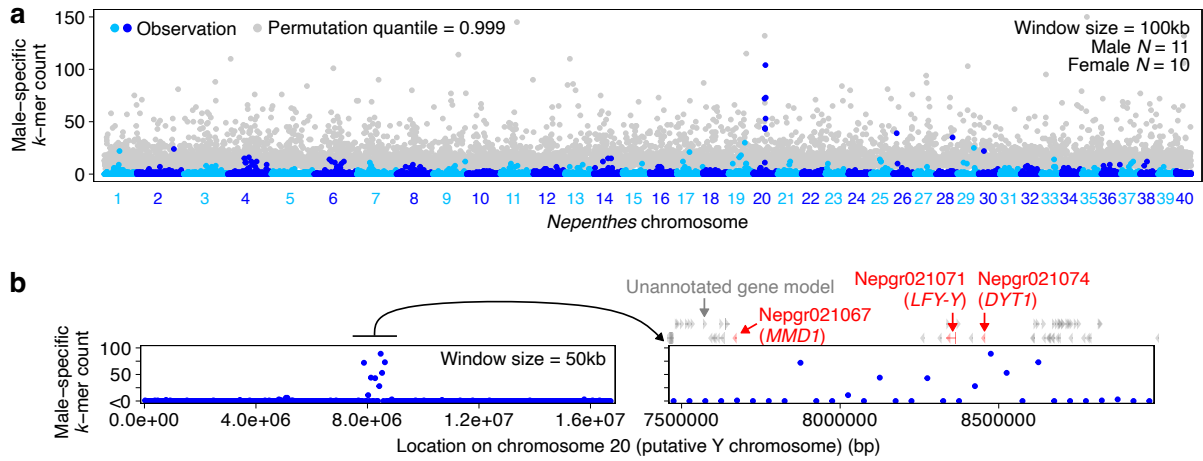 a
Observation
Permutation quantile = 0.999
Window size = 100kb
Male N = 11
Female N = 10
Male−specific
k−mer count
150
100
50
0
1 2 3 4 5 6 7 8 9 10 11 12 13 14 15 16 17 18 19 20 21 22 23 24 25 26 27 28 29 30 31 32 33 34 35 36 37 38 39 40
Nepenthes chromosome
b
Unannotated gene model
Nepgr021067
(MMD1)
Nepgr021071
(LFY-Y)
Nepgr021074
(DYT1)
Male−specific
k−mer count
100
50
<0
Window size = 50kb
0.0e+00 4.0e+06 8.0e+06 1.2e+07 1.6e+07
7500000 8000000 8500000
Location on chromosome 20 (putative Y chromosome) (bp)